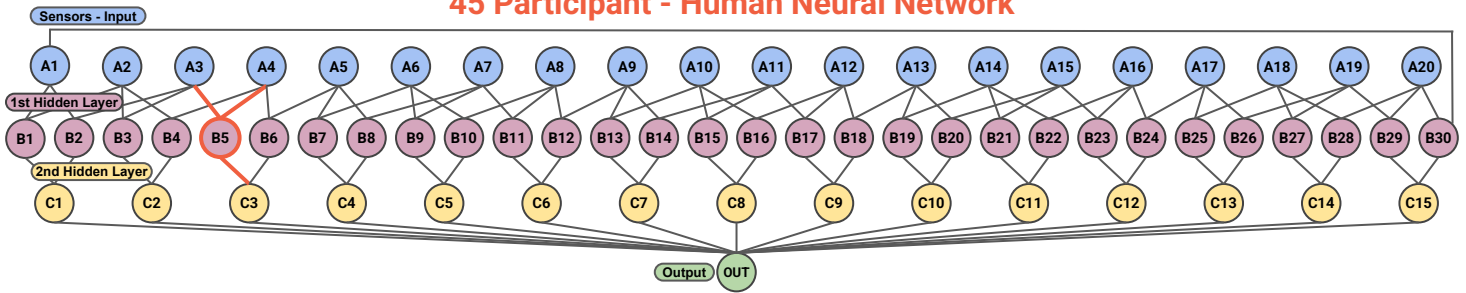 45 Participant - Human Neural Network
Sensors - Input
A1 A2 A3 A4 A5 A6 A7 A8 A9 A10 A11 A12 A13 A14 A15 A16 A17 A18 A19 A20
1st Hidden Layer
B1 B2 B3 B4 B5 B6 B7 B8 B9 B10 B11 B12 B13 B14 B15 B16 B17 B18 B19 B20 B21 B22 B23 B24 B25 B26 B27 B28 B29 B30
2nd Hidden Layer
C1 C2 C3 C4 C5 C6 C7 C8 C9 C10 C11 C12 C13 C14 C15
Output OUT